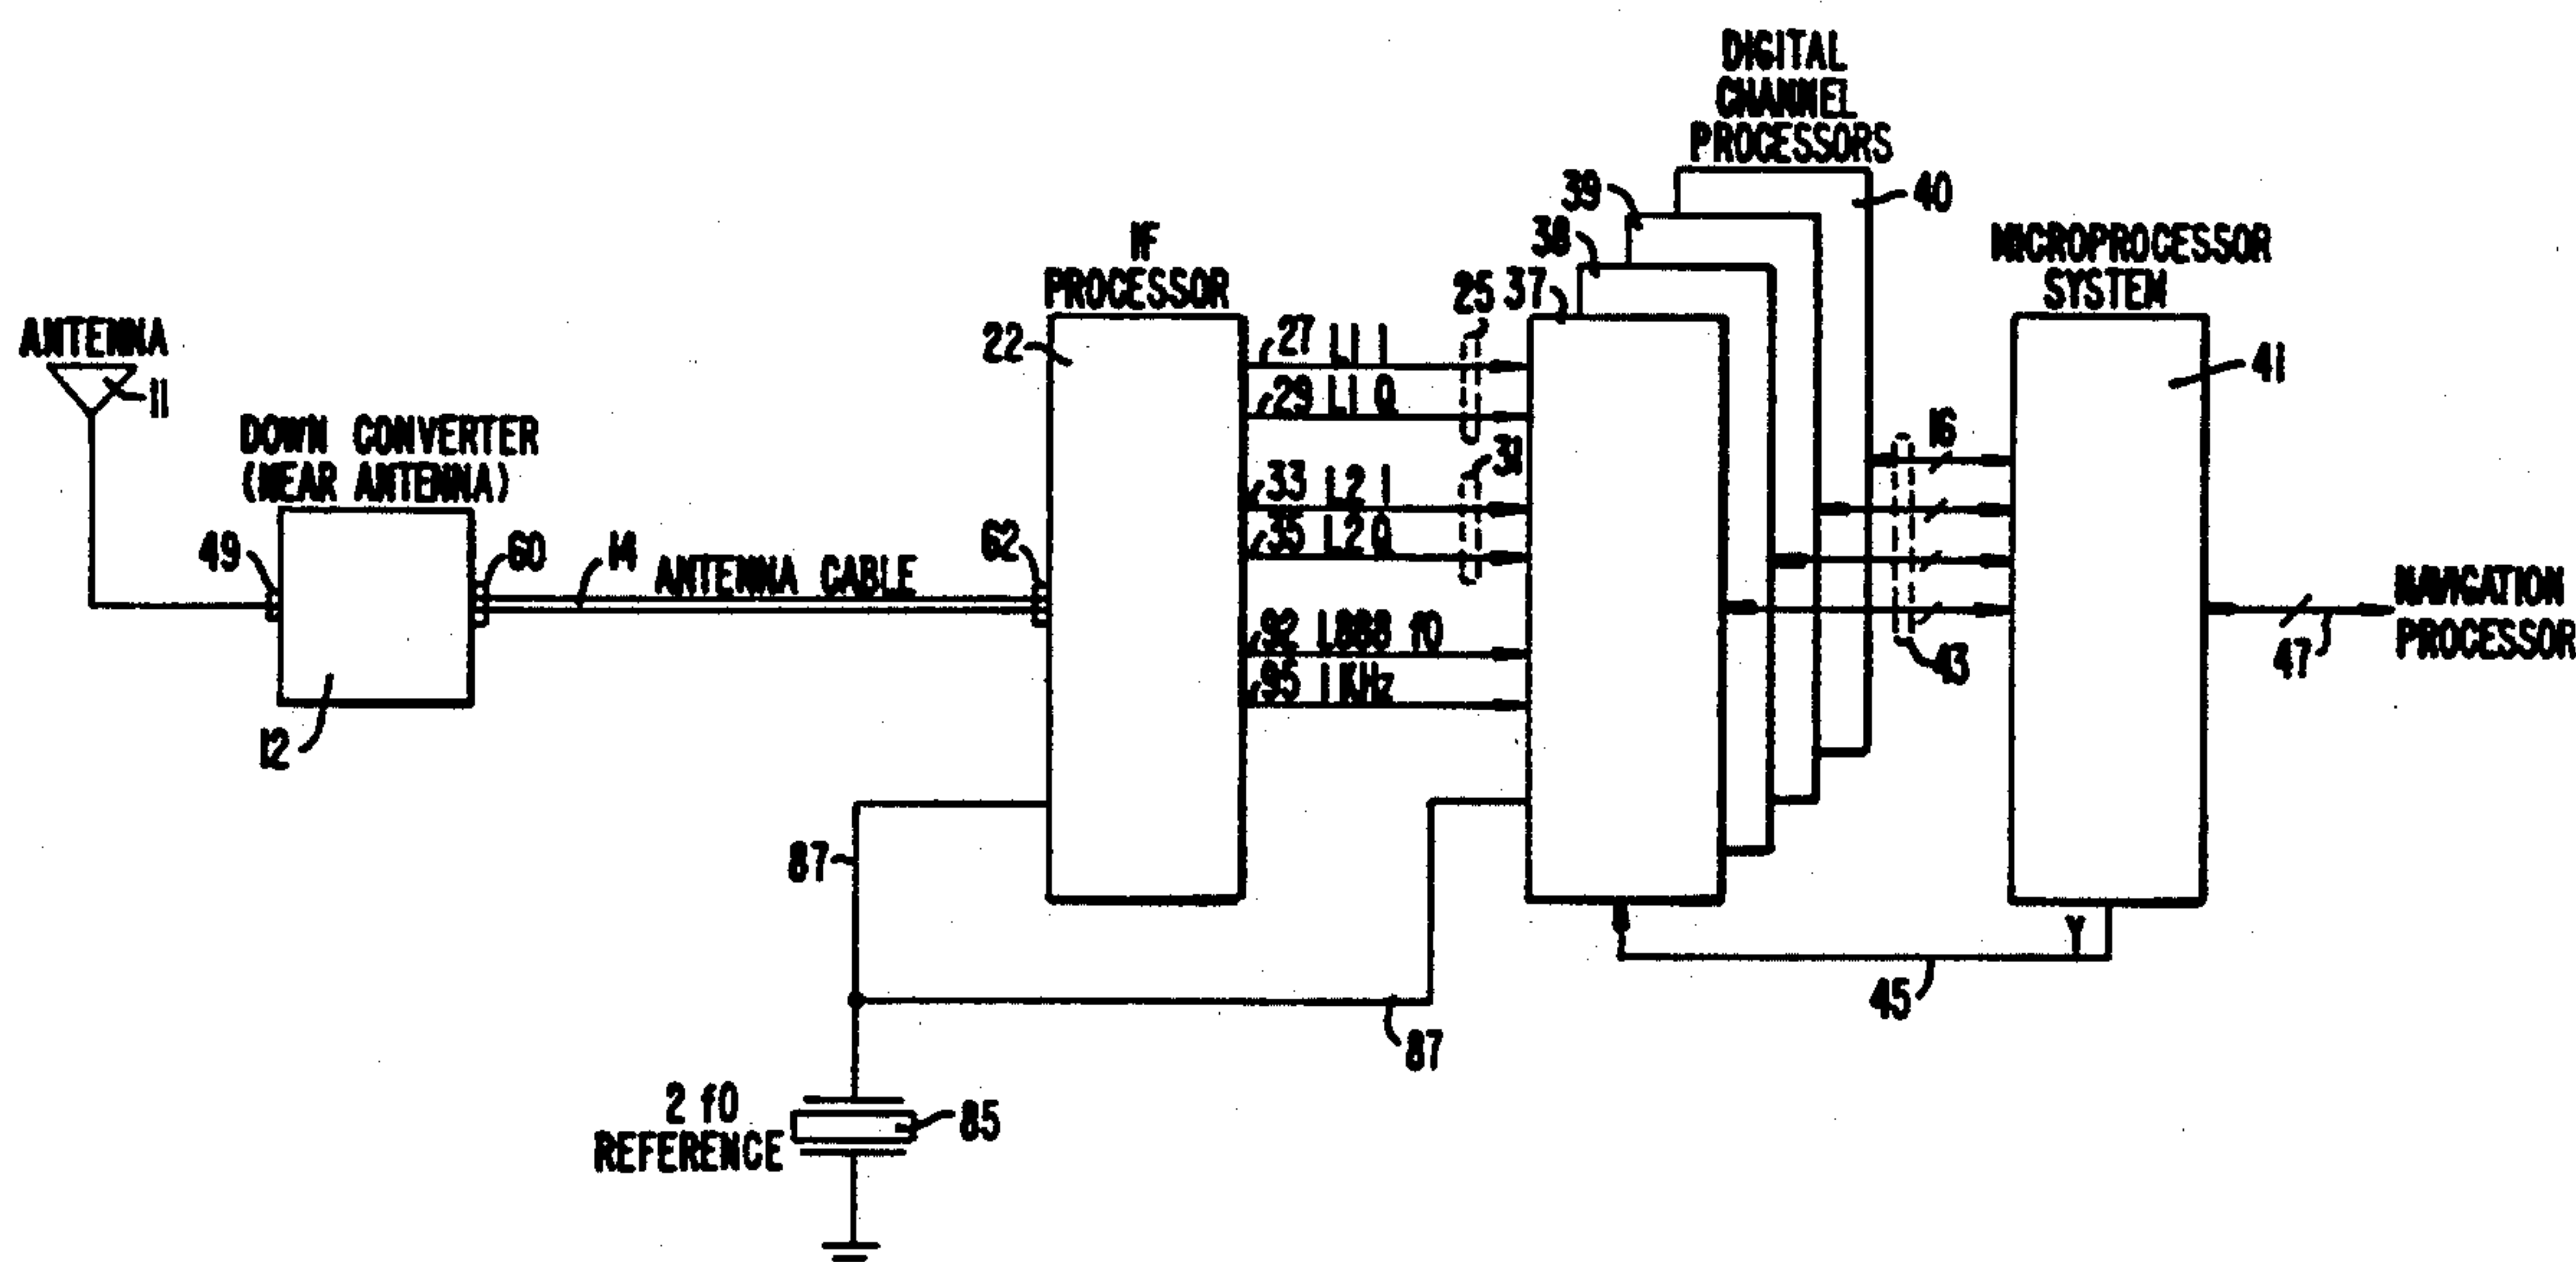 DIGITAL
CHANNEL
PROCESSORS
39
40
38
IF
PROCESSOR
MICROPROCESSOR
SYSTEM
25 37
22
27 L1 I
41
ANTENNA
11
29 L1 Q
DOWN CONVERTER
(NEAR ANTENNA)
16
31
33 L2 I
35 L2 Q
49
60
14
ANTENNA CABLE
62
NAVIGATION
PROCESSOR
92 1.888 f0
43
47
95 1 KHz
12
87
Y
45
87
2 f0
REFERENCE
85